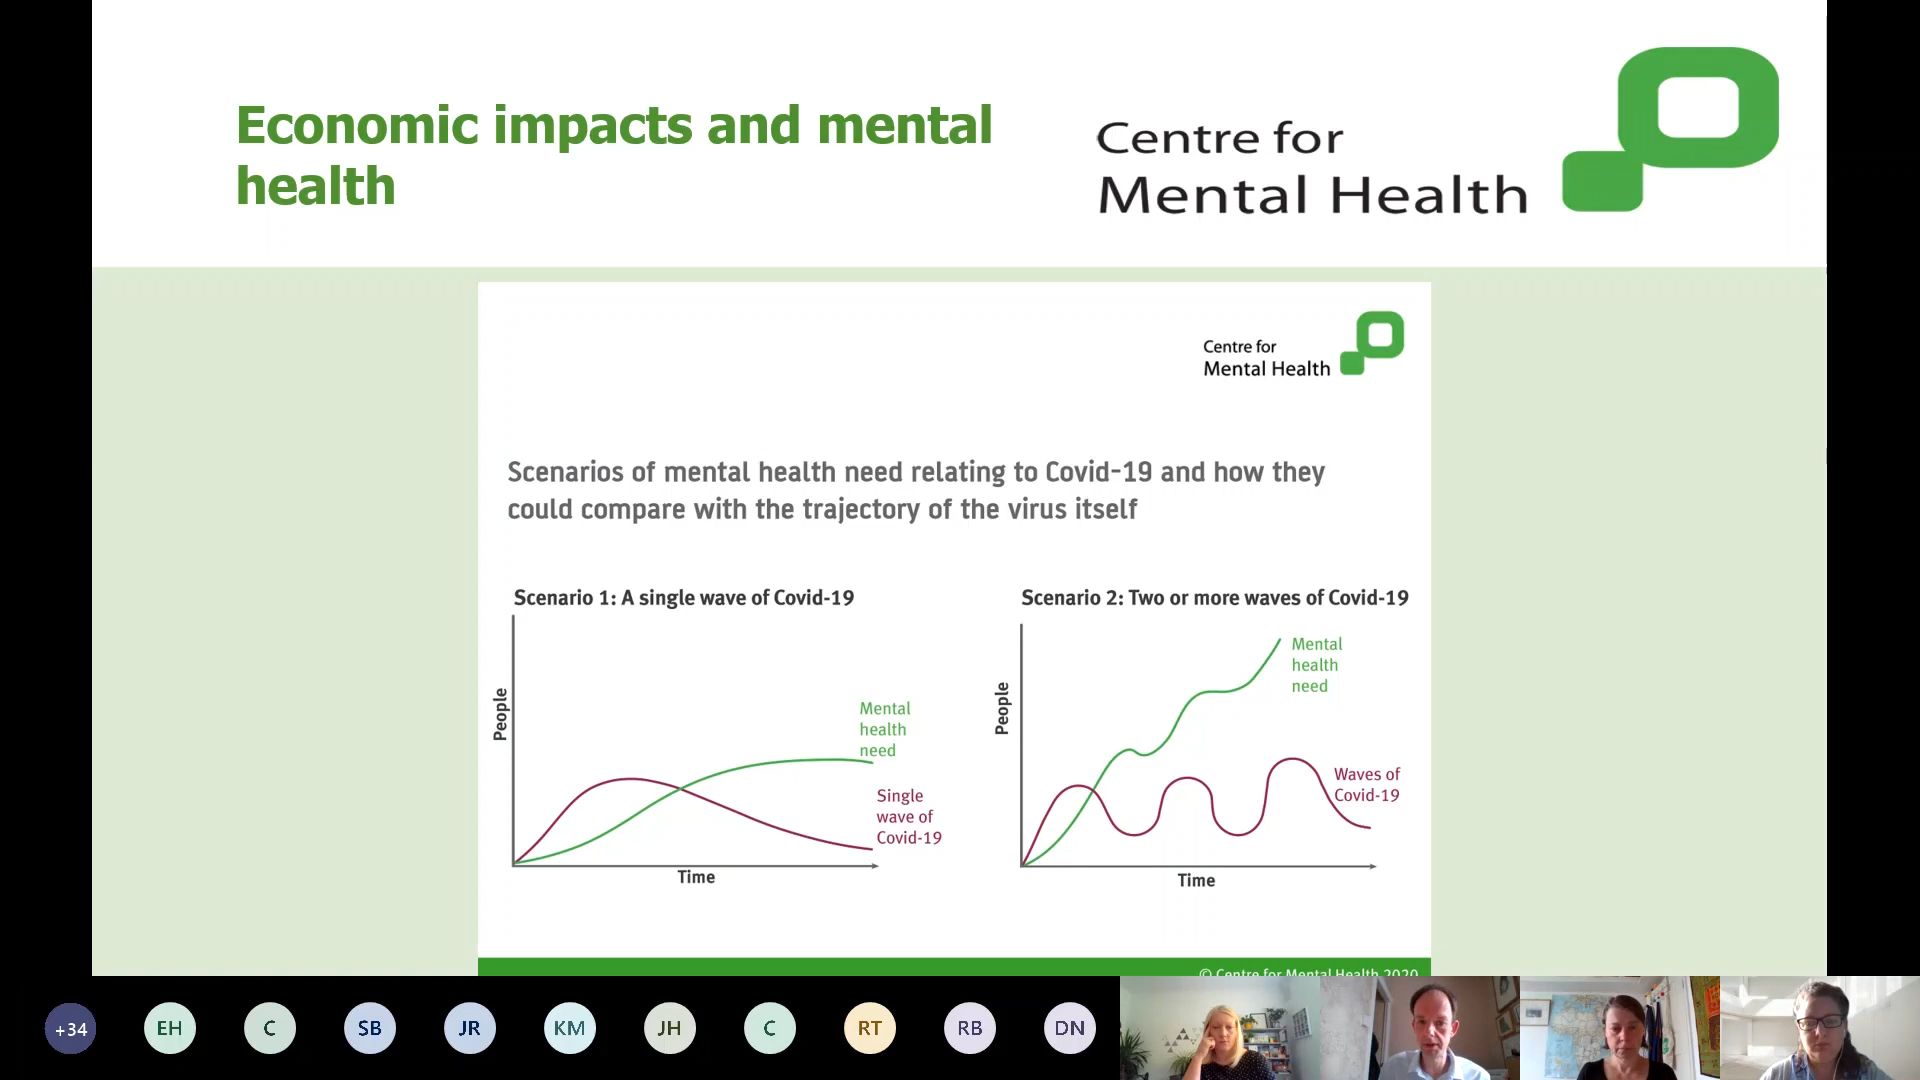 Economic impacts and mental
health
Centre for
Mental Health
Centre for
Mental Health
Scenarios of mental health need relating to Covid-19 and how they
could compare with the trajectory of the virus itself
Scenario 1: A single wave of Covid-19
People
Mental
health
need
Single
wave of
Covid-19
Time
Scenario 2: Two or more waves of Covid-19
People
Mental
health
need
Waves of
Covid-19
Time
© Centre for Mental Health 2020
+34
EH
C
SB
JR
KM
JH
C
RT
RB
DN